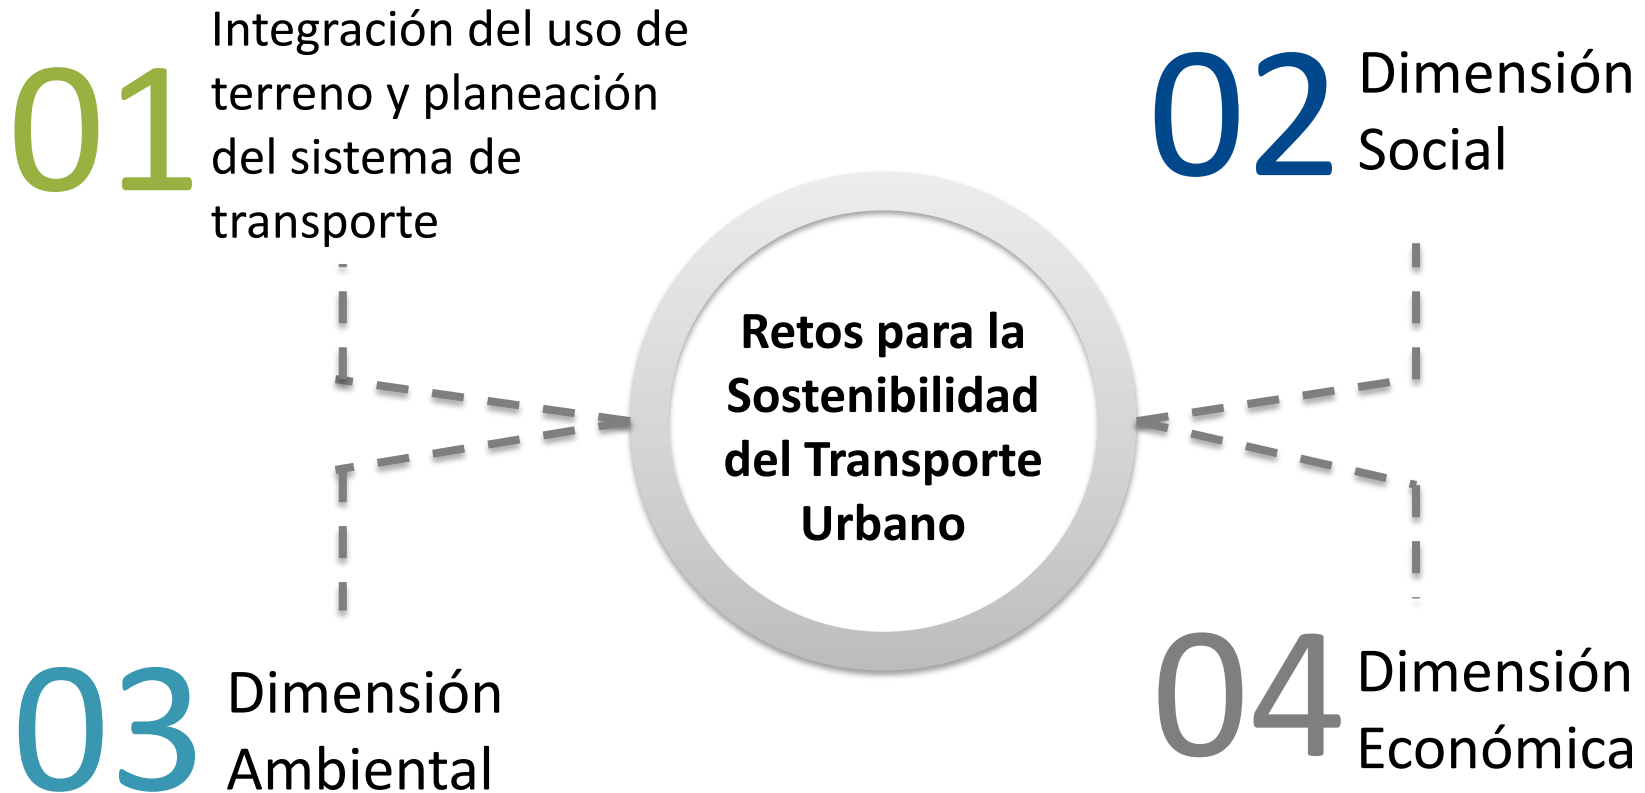 01
Integración del uso de
terreno y planeación
del sistema de
transporte
02
Dimensión
Social
Retos para la
Sostenibilidad
del Transporte
Urbano
03
Dimensión
Ambiental
04
Dimensión
Económica